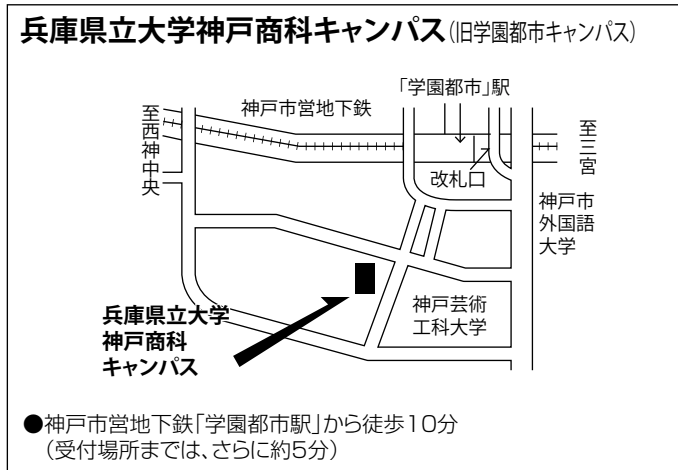 兵庫県立大学神戸商科キャンパス(旧学園都市キャンパス)
「学園都市」駅
神戸市営地下鉄
至西神中央
至三宮
改札口
神戸市
外国語
大学
神戸芸術
工科大学
兵庫県立大学
神戸商科
キャンパス
●神戸市営地下鉄「学園都市駅」から徒歩10分
(受付場所までは、さらに約5分)